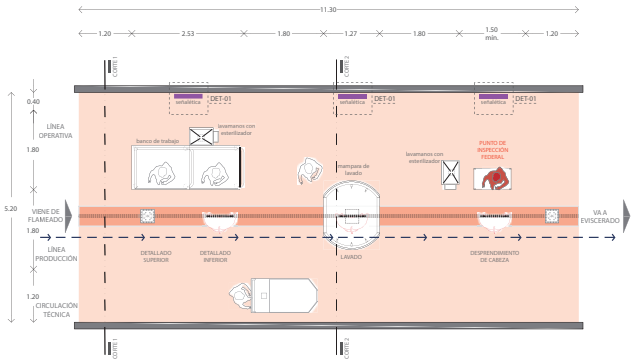 11.30
1.20
2.53
1.80
1.27
1.80
1.50
min.
1.20
CORTE 1
CORTE 2
señalética
DET-01
señalética
DET-01
señalética
DET-01
0.40
LÍNEA
OPERATIVA
1.80
5.20
VIENE DE
FLAMEADO
1.80
LÍNEA
PRODUCCIÓN
1.20
CIRCULACIÓN
TÉCNICA
lavamanos con
esterilizador
banco de trabajo
mampara de
lavado
lavamanos con
esterilizador
PUNTO DE
INSPECCIÓN
FEDERAL
VA A
EVISCERADO
DETALLADO
SUPERIOR
DETALLADO
INFERIOR
LAVADO
DESPRENDIMIENTO
DE CABEZA
CORTE 1
CORTE 2